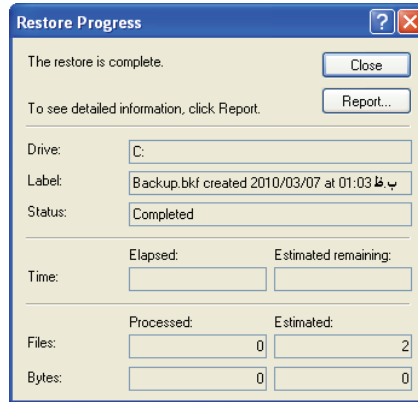 Restore Progress
The restore is complete.
Close
To see detailed information, click Report.
Report...
Drive: C:
Label: Backup.bkf created 2010/03/07 at 01:03 ب.ظ
Status: Completed
Elapsed: Estimated remaining:
Time:
Processed: Estimated:
Files: 0 2
Bytes: 0 0